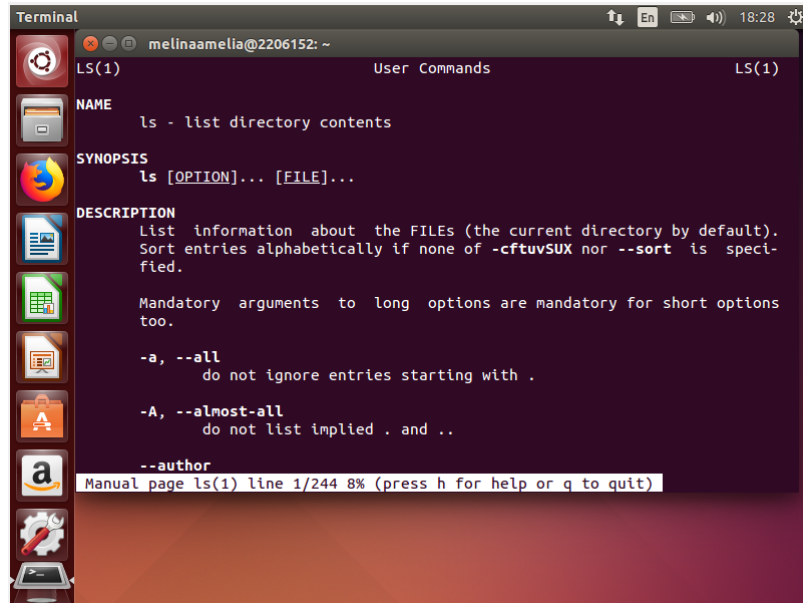 Terminal
En
18:28
melinaamelia@2206152: ~
LS(1) User Commands LS(1)
NAME
ls - list directory contents
SYNOPSIS
ls [OPTION]... [FILE]...
DESCRIPTION
List information about the FILEs (the current directory by default).
Sort entries alphabetically if none of -cftuvSUX nor --sort is speci-
fied.
Mandatory arguments to long options are mandatory for short options
too.
-a, --all
do not ignore entries starting with .
-A, --almost-all
do not list implied . and ..
--author
Manual page ls(1) line 1/244 8% (press h for help or q to quit)